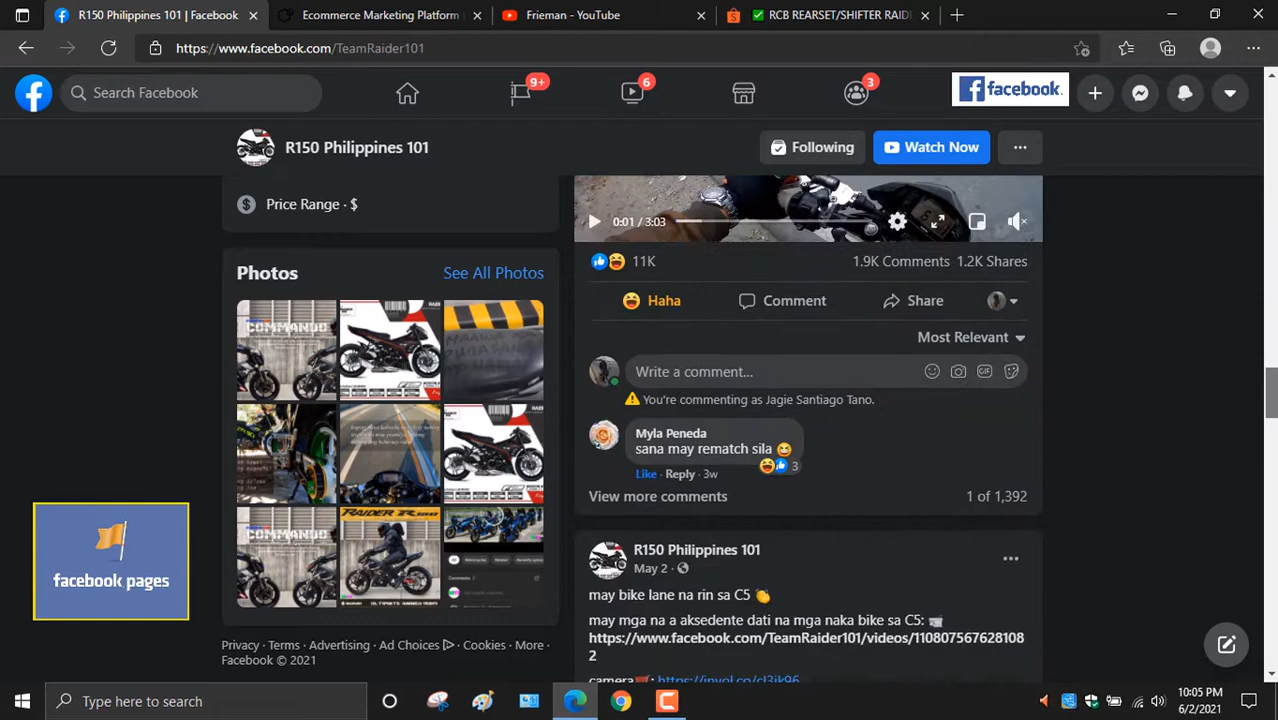 R150 Philippines 101 | Facebook
Ecommerce Marketing Platform
Frieman - YouTube
RCB REARSET/SHIFTER RAID
https://www.facebook.com/TeamRaider101
Search Facebook
9+
6
3
facebook.
R150 Philippines 101
Following
Watch Now
Price Range · $
0:01 / 3:03
11K
1.9K Comments 1.2K Shares
Photos
See All Photos
Haha
Comment
Share
Most Relevant
COMMANDO
Write a comment...
GIF
You're commenting as Jagie Santiago Tano.
Myla Peneda
sana may rematch sila 😆
3
Like · Reply · 3w
View more comments
1 of 1,392
COMMANDO
RAIDER R150
facebook pages
R150 Philippines 101
May 2 ·
may bike lane na rin sa C5 👏
may mga na a aksedente dati na mga naka bike sa C5: 📹
https://www.facebook.com/TeamRaider101/videos/110807567628108
2
Privacy · Terms · Advertising · Ad Choices · Cookies · More ·
Facebook © 2021
Type here to search
10:05 PM
6/2/2021